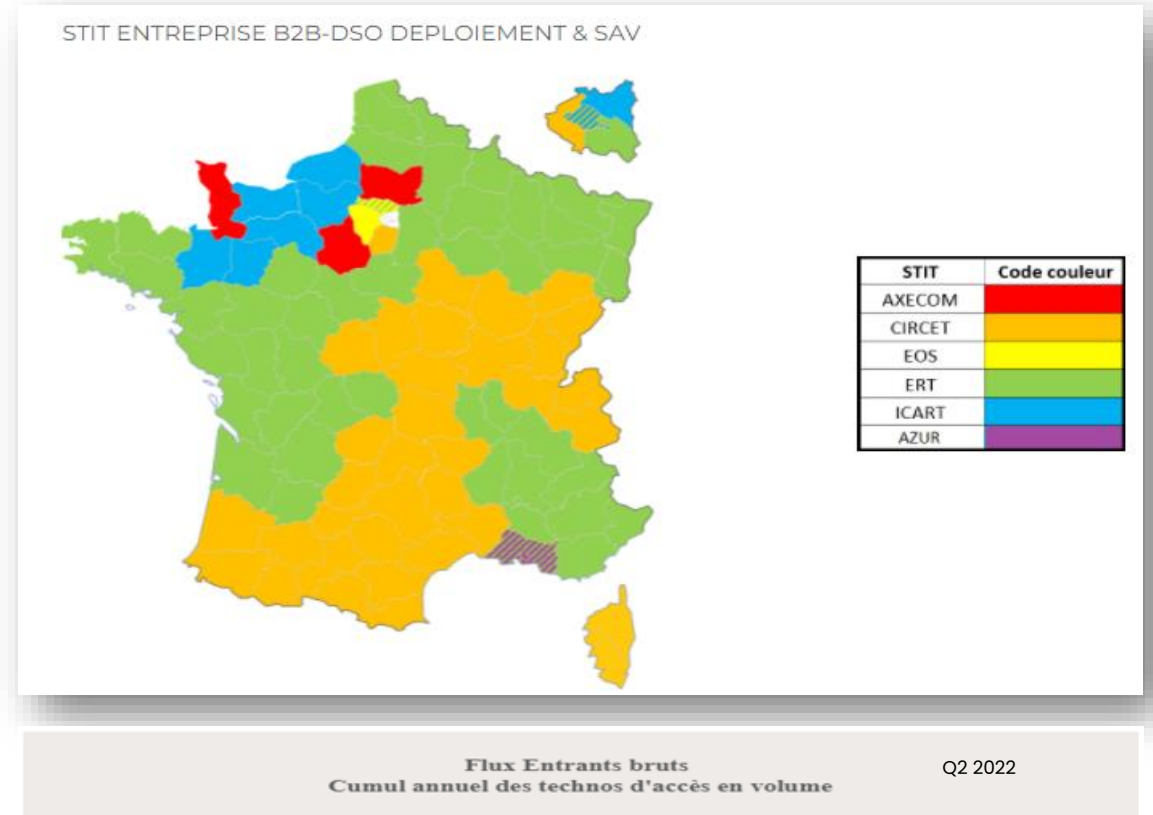 STIT ENTREPRISE B2B-DSO DEPLOIEMENT & SAV
STIT Code couleur
AXECOM
CIRCET
EOS
ERT
ICART
AZUR
Flux Entrants bruts
Q2 2022
Cumul annuel des technos d'accès en volume